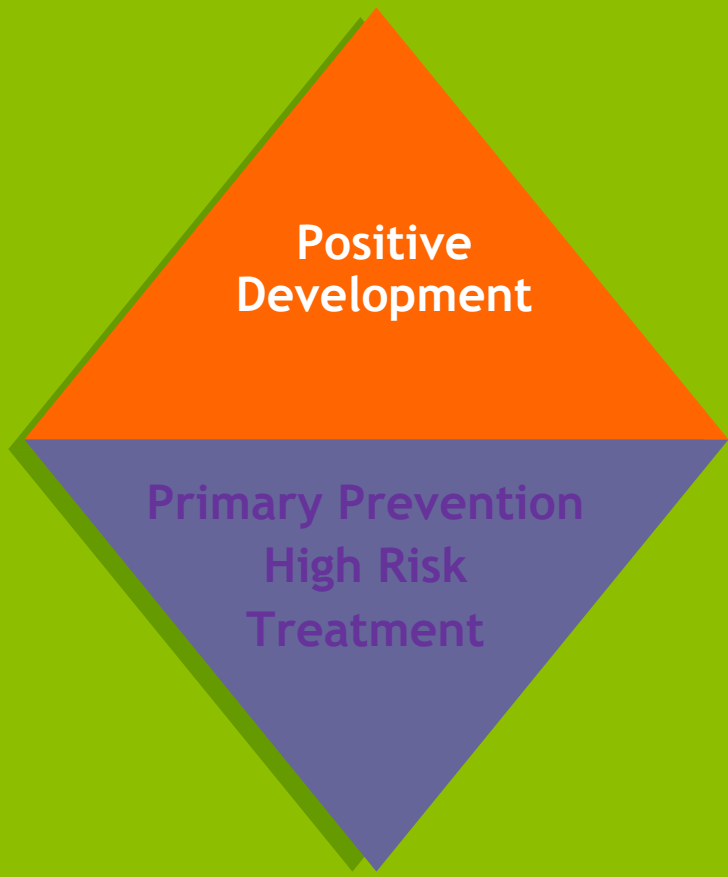 Positive
Development
Primary Prevention
High Risk
Treatment